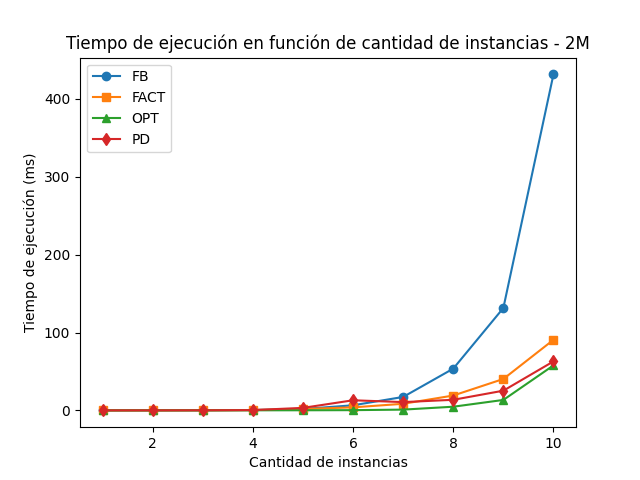 Tiempo de ejecución en función de cantidad de instancias - 2M
FB
FACT
OPT
PD
400
300
200
100
0
Tiempo de ejecución (ms)
2
4
6
8
10
Cantidad de instancias